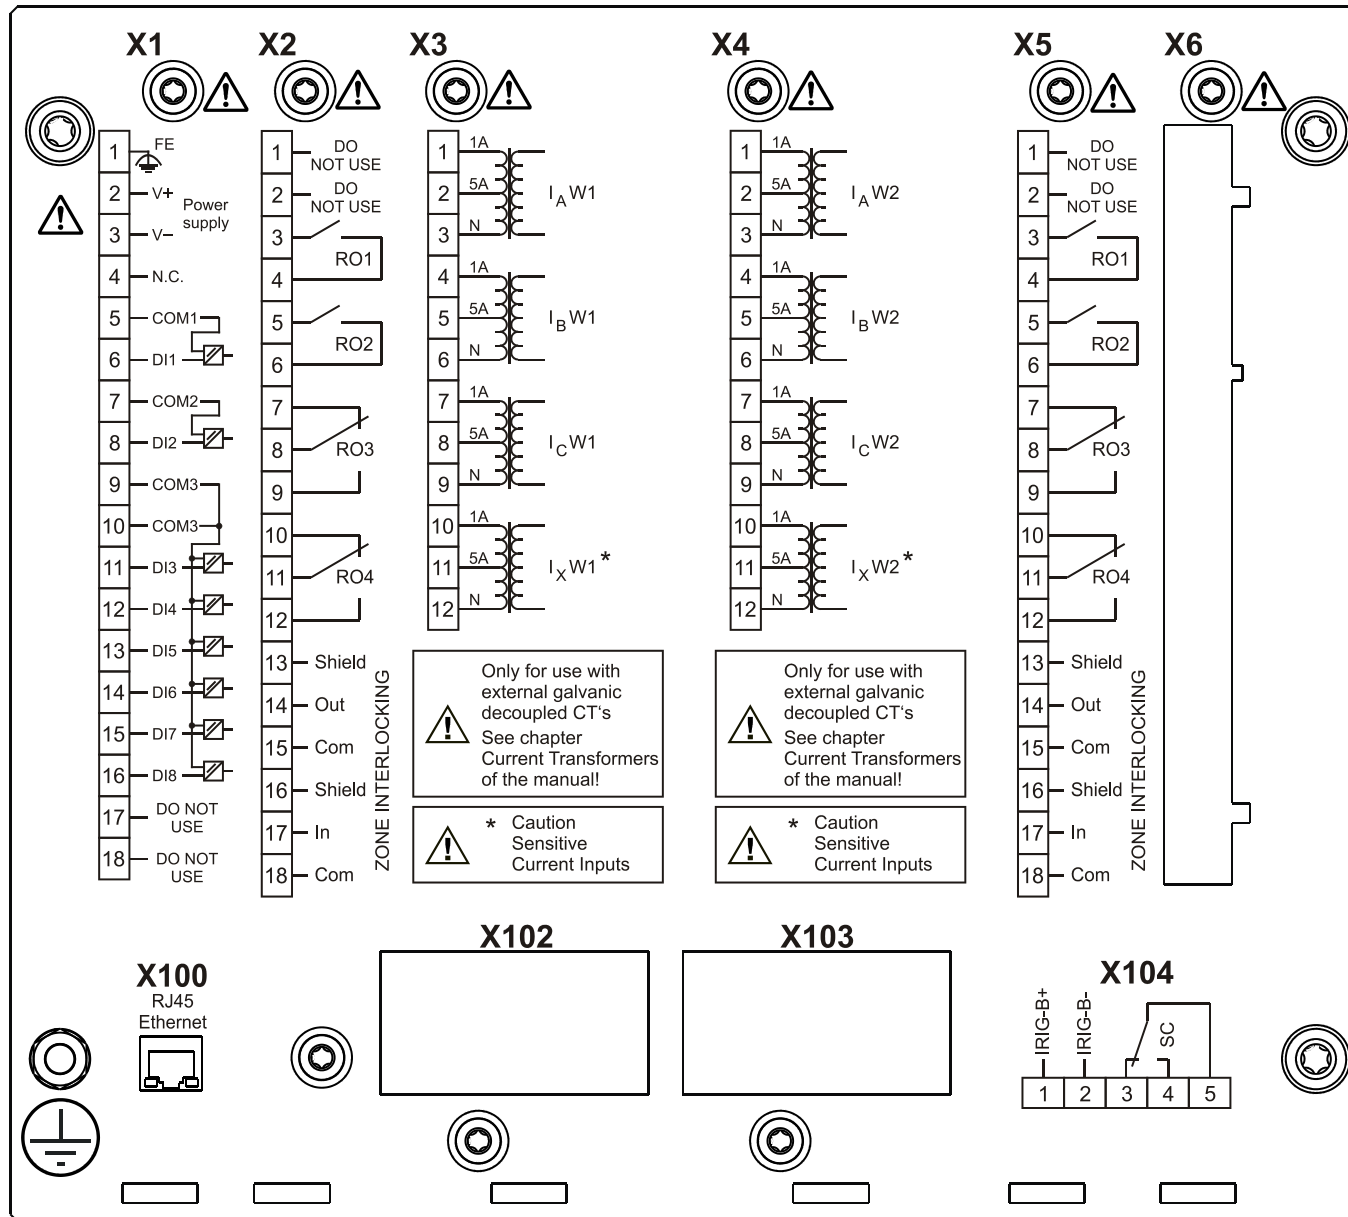 X1
X2
X3
X4
X5
X6
1 FE
2 V+
Power
supply
3 V–
4 N.C.
5 COM1
6 DI1
7 COM2
8 DI2
9 COM3
10 COM3
11 DI3
12 DI4
13 DI5
14 DI6
15 DI7
16 DI8
17 DO NOT
USE
18 DO NOT
USE
1 DO
NOT USE
2 DO
NOT USE
3
RO1
4
5
RO2
6
7
8 RO3
9
10
11 RO4
12
13 Shield
14 Out
15 Com
16 Shield
17 In
18 Com
ZONE INTERLOCKING
1 1A
2 5A IAW1
3 N
4 1A
5 5A IBW1
6 N
7 1A
8 5A ICW1
9 N
10 1A
11 5A IXW1*
12 N
Only for use with
external galvanic
decoupled CT's
See chapter
Current Transformers
of the manual!
* Caution
Sensitive
Current Inputs
1 1A
2 5A IAW2
3 N
4 1A
5 5A IBW2
6 N
7 1A
8 5A ICW2
9 N
10 1A
11 5A IXW2*
12 N
Only for use with
external galvanic
decoupled CT's
See chapter
Current Transformers
of the manual!
* Caution
Sensitive
Current Inputs
1 DO
NOT USE
2 DO
NOT USE
3
RO1
4
5
RO2
6
7
8 RO3
9
10
11 RO4
12
13 Shield
14 Out
15 Com
16 Shield
17 In
18 Com
ZONE INTERLOCKING
X100
RJ45
Ethernet
X102
X103
X104
IRIG-B+
IRIG-B-
SC
1 2 3 4 5